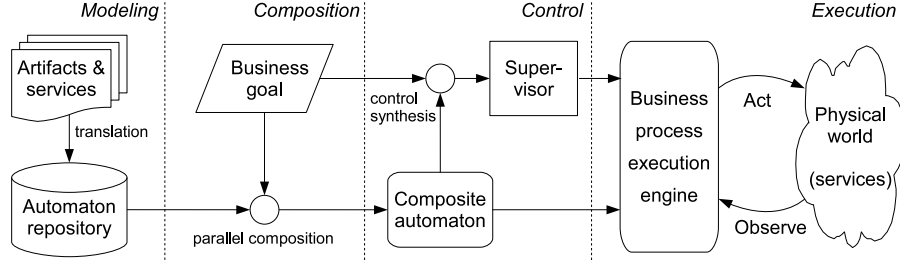 Modeling
Composition
Control
Execution
Artifacts &
services
translation
Automaton
repository
Business
goal
parallel composition
control
synthesis
Super-
visor
Composite
automaton
Business
process
execution
engine
Act
Observe
Physical
world
(services)